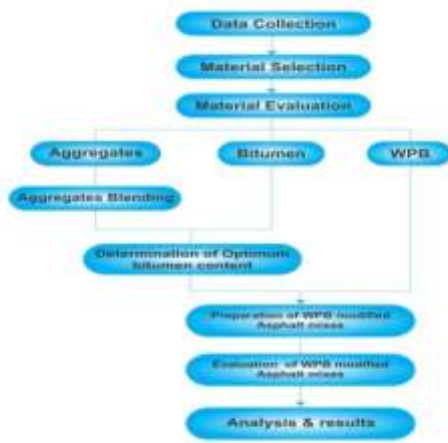 Data Collection
Material Selection
Material Evaluation
Aggregates
Bitumen
WPB
Aggregates Blending
Determination of Optimum
bitumen content
Preparation of WPB modified
Asphalt mixes
Evaluation of WPB modified
Asphalt mixes
Analysis & results